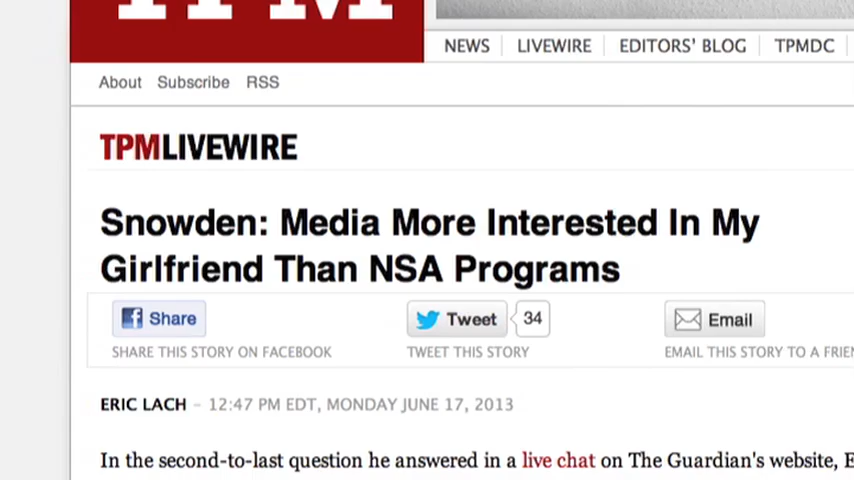 TPM
NEWS LIVEWIRE EDITORS' BLOG TPMDC
About Subscribe RSS
TPMLIVEWIRE
Snowden: Media More Interested In My
Girlfriend Than NSA Programs
Share Tweet 34 Email
SHARE THIS STORY ON FACEBOOK TWEET THIS STORY EMAIL THIS STORY TO A FRIEN
ERIC LACH – 12:47 PM EDT, MONDAY JUNE 17, 2013
In the second-to-last question he answered in a live chat on The Guardian's website, E